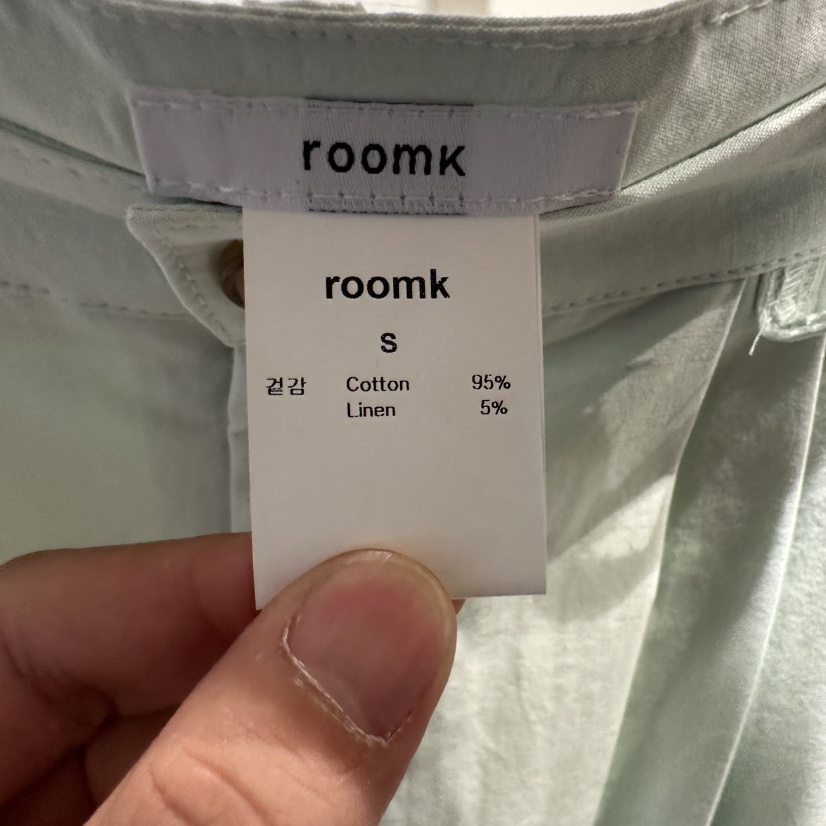 roomk
roomk
S
겉감 Cotton 95%
Linen 5%